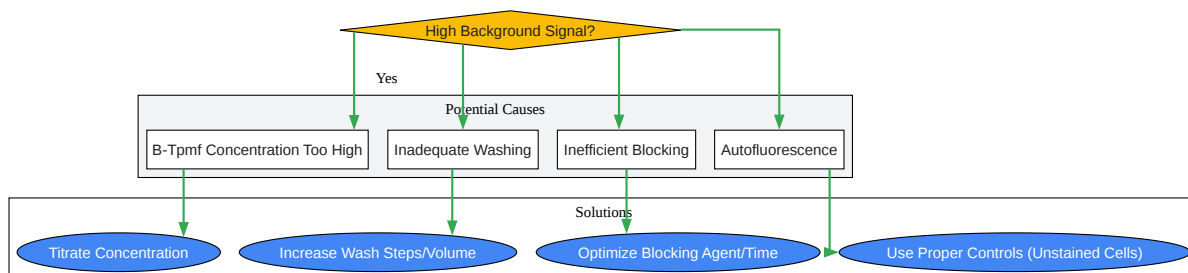 High Background Signal?
Yes
Potential Causes
B-Tpmf Concentration Too High
Inadequate Washing
Inefficient Blocking
Autofluorescence
Solutions
Titrate Concentration
Increase Wash Steps/Volume
Optimize Blocking Agent/Time
Use Proper Controls (Unstained Cells)